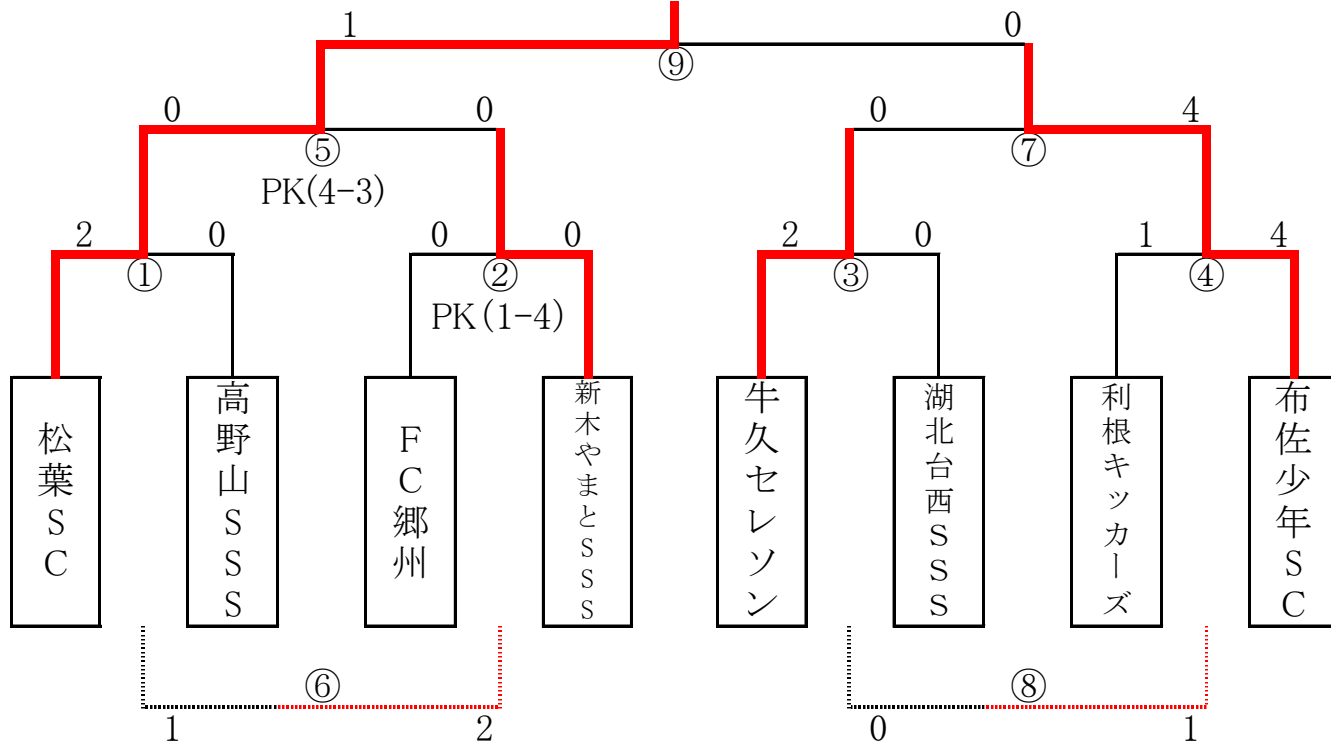 1 0
⑨
0 0 0 4
⑤ ⑦
PK(4-3)
2 0 0 0 2 0 1 4
① ② ③ ④
PK(1-4)
松葉SC
高野山SSS
FC郷州
新木やまとSSS
牛久セレソン
湖北台西SSS
利根キッカーズ
布佐少年SC
⑥ ⑧
1 2 0 1